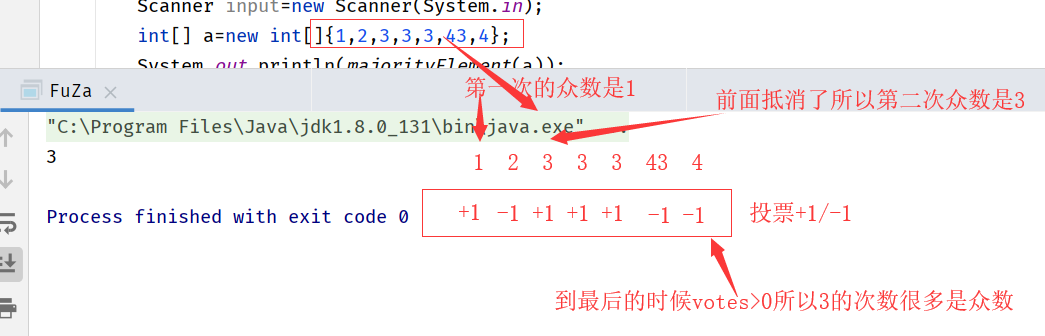 Scanner input=new Scanner(System.in);
int[] a=new int[]{1,2,3,3,3,43,4};
System.out.println(majorityElement(a));
FuZa ×
第一次的众数是1
前面抵消了所以第二次众数是3
"C:\Program Files\Java\jdk1.8.0_131\bin\java.exe" ...
3
1 2 3 3 3 43 4
Process finished with exit code 0
+1 -1 +1 +1 +1 -1 -1
投票+1/-1
到最后的时候votes>0所以3的次数很多是众数